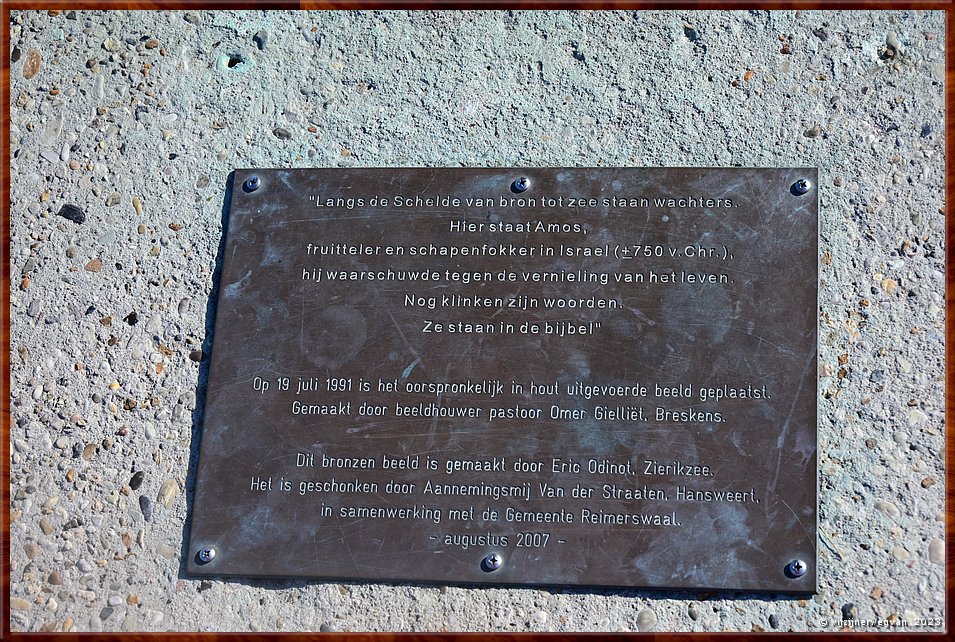 "Langs de Schelde van bron tot zee staan wachters.
Hier staat Amos,
fruitteler en schapenfokker in Israel (±750 v.Chr.),
hij waarschuwde tegen de vernieling van het leven.
Nog klinken zijn woorden.
Ze staan in de bijbel"
Op 19 juli 1991 is het oorspronkelijk in hout uitgevoerde beeld geplaatst.
Gemaakt door beeldhouwer pastoor Omer Gielliët, Breskens.
Dit bronzen beeld is gemaakt door Eric Odinot, Zierikzee.
Het is geschonken door Aannemingsmij Van der Straaten, Hansweert,
in samenwerking met de Gemeente Reimerswaal.
- augustus 2007 -